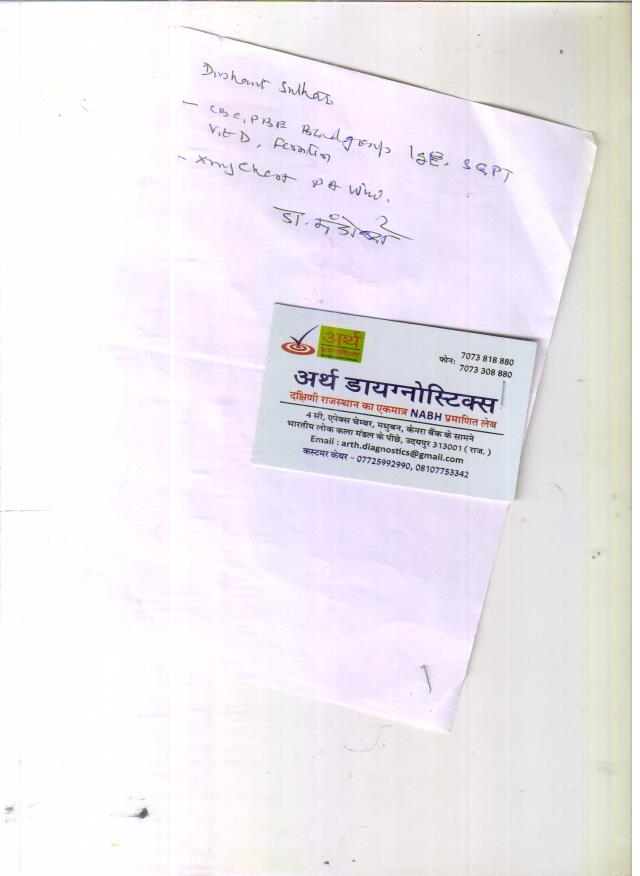 Dushant Suthar
- CBC, PBF Bloodgroup IgE, SGPT
Vit D, Ferritin
- Xray Chest PA View.
डा.
अर्थ
डायग्नोस्टिक्स
फोन: 7073 818 880
7073 308 880
अर्थ डायग्नोस्टिक्स
दक्षिणी राजस्थान का एकमात्र NABH प्रमाणित लेब
4 सी, एपेक्स चेम्बर, मधुबन, केनरा बैंक के सामने
भारतीय लोक कला मंडल के पीछे, उदयपुर 313001 ( राज. )
Email : arth.diagnostics@gmail.com
कस्टमर केयर - 07725992990, 08107753342